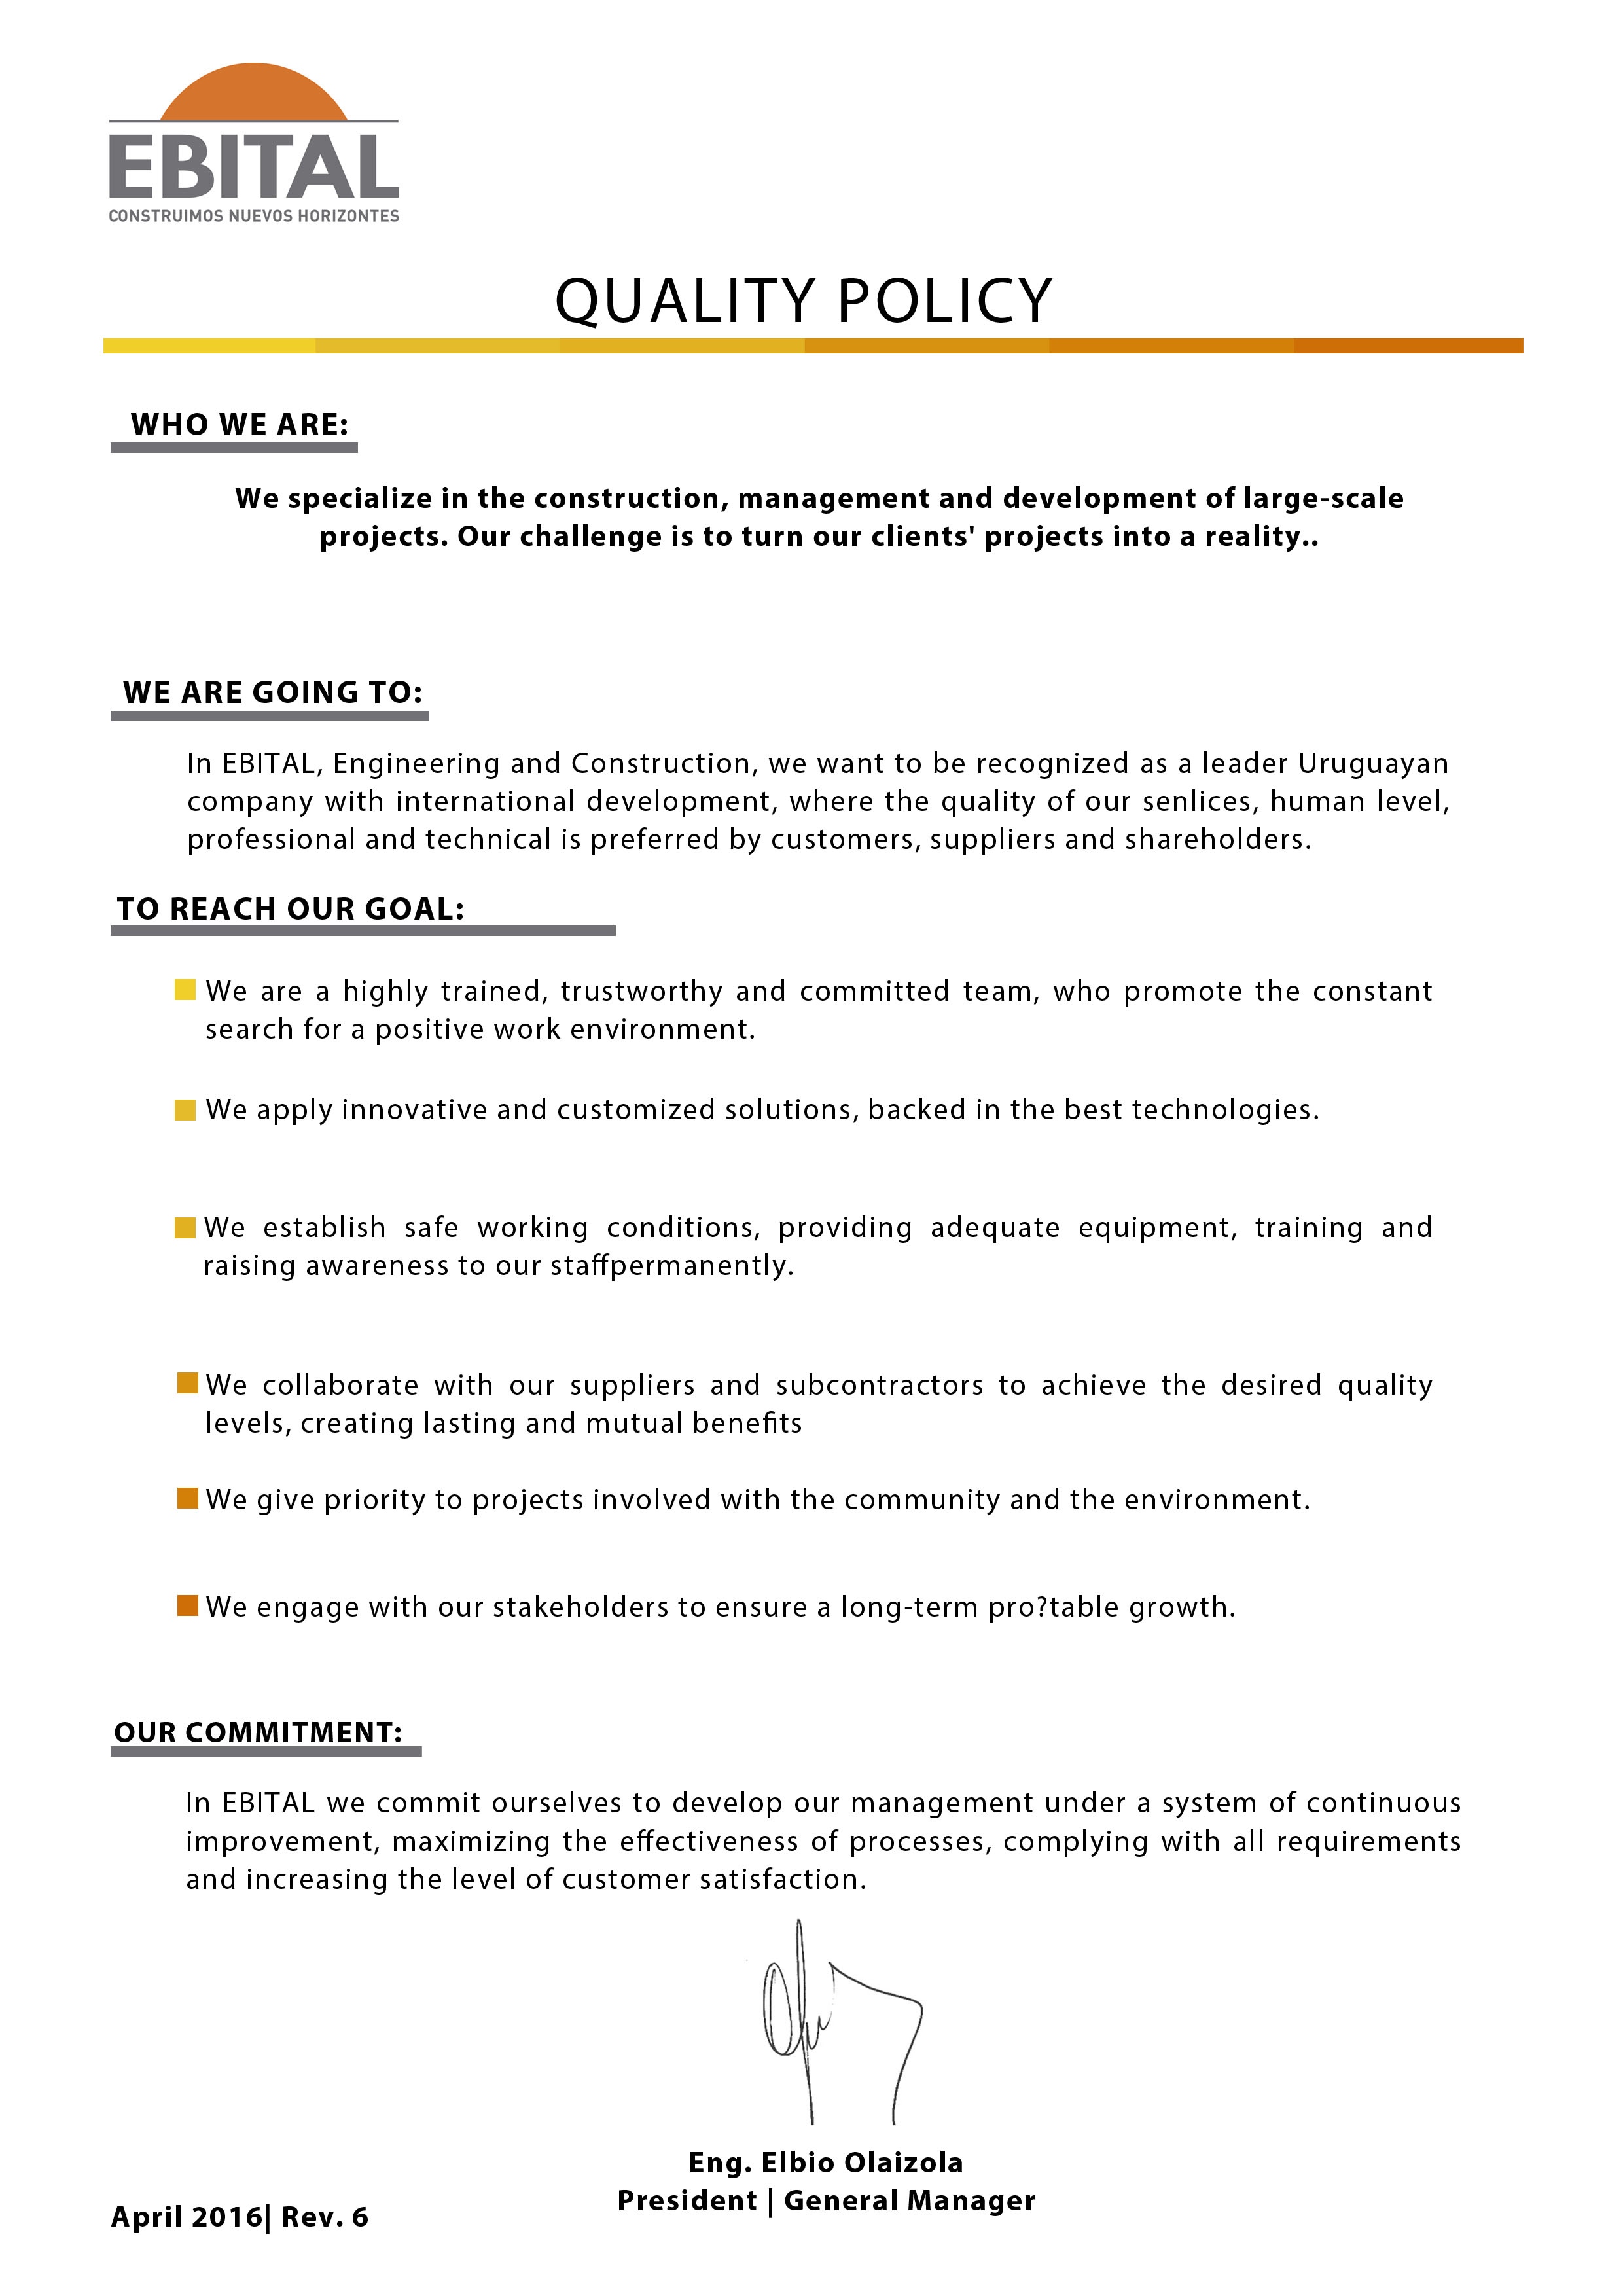 EBITAL
CONSTRUIMOS NUEVOS HORIZONTES
QUALITY POLICY
WHO WE ARE:
We specialize in the construction, management and development of large-scale
projects. Our challenge is to turn our clients' projects into a reality..
WE ARE GOING TO:
In EBITAL, Engineering and Construction, we want to be recognized as a leader Uruguayan
company with international development, where the quality of our senlices, human level,
professional and technical is preferred by customers, suppliers and shareholders.
TO REACH OUR GOAL:
We are a highly trained, trustworthy and committed team, who promote the constant
search for a positive work environment.
We apply innovative and customized solutions, backed in the best technologies.
We establish safe working conditions, providing adequate equipment, training and
raising awareness to our staffpermanently.
We collaborate with our suppliers and subcontractors to achieve the desired quality
levels, creating lasting and mutual benefits
We give priority to projects involved with the community and the environment.
We engage with our stakeholders to ensure a long-term pro?table growth.
OUR COMMITMENT:
In EBITAL we commit ourselves to develop our management under a system of continuous
improvement, maximizing the effectiveness of processes, complying with all requirements
and increasing the level of customer satisfaction.
Eng. Elbio Olaizola
President | General Manager
April 2016| Rev. 6